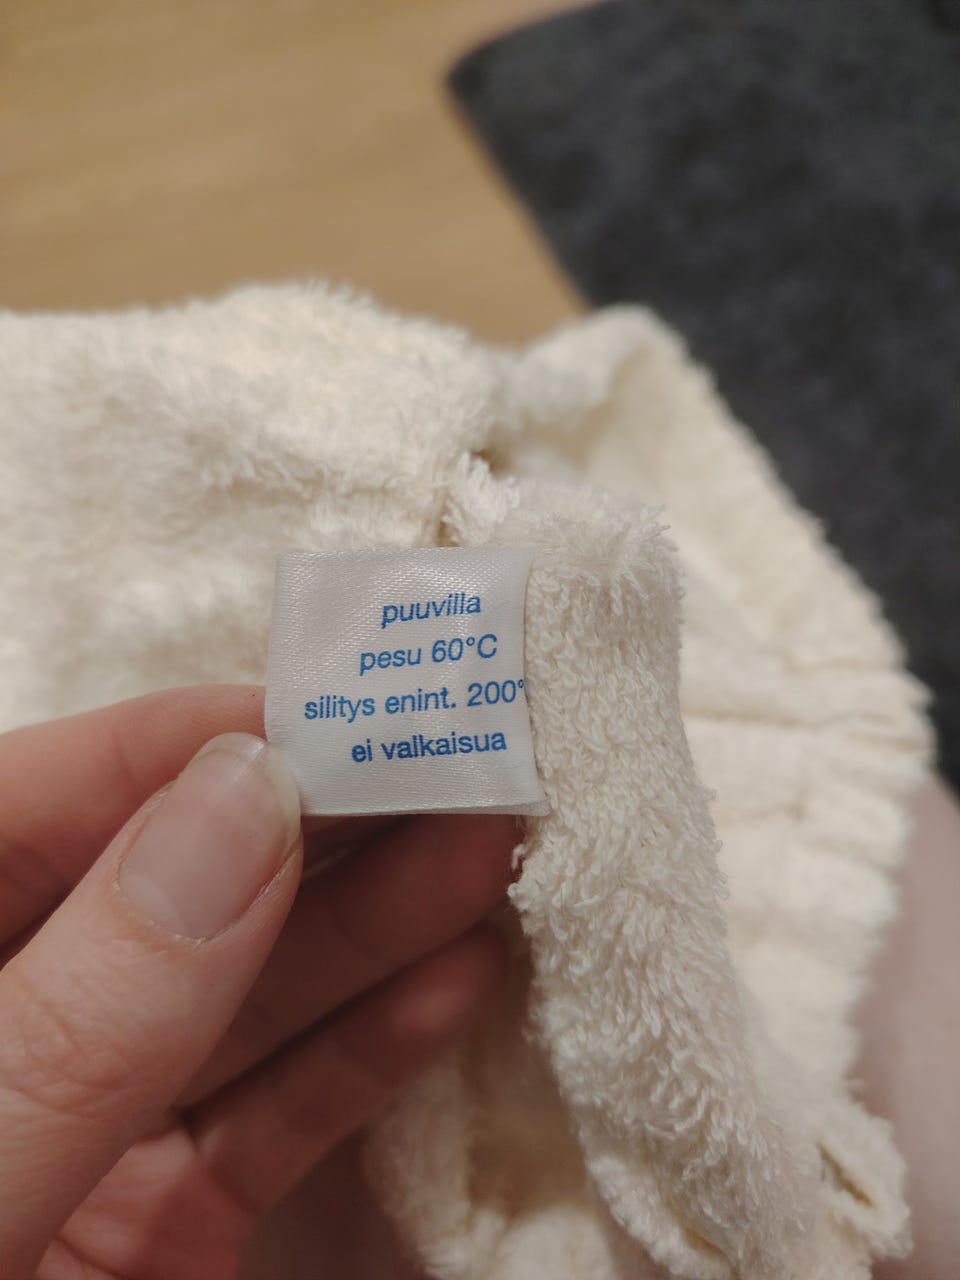 puuvilla
pesu 60°C
silitys enint. 200°
ei valkaisua